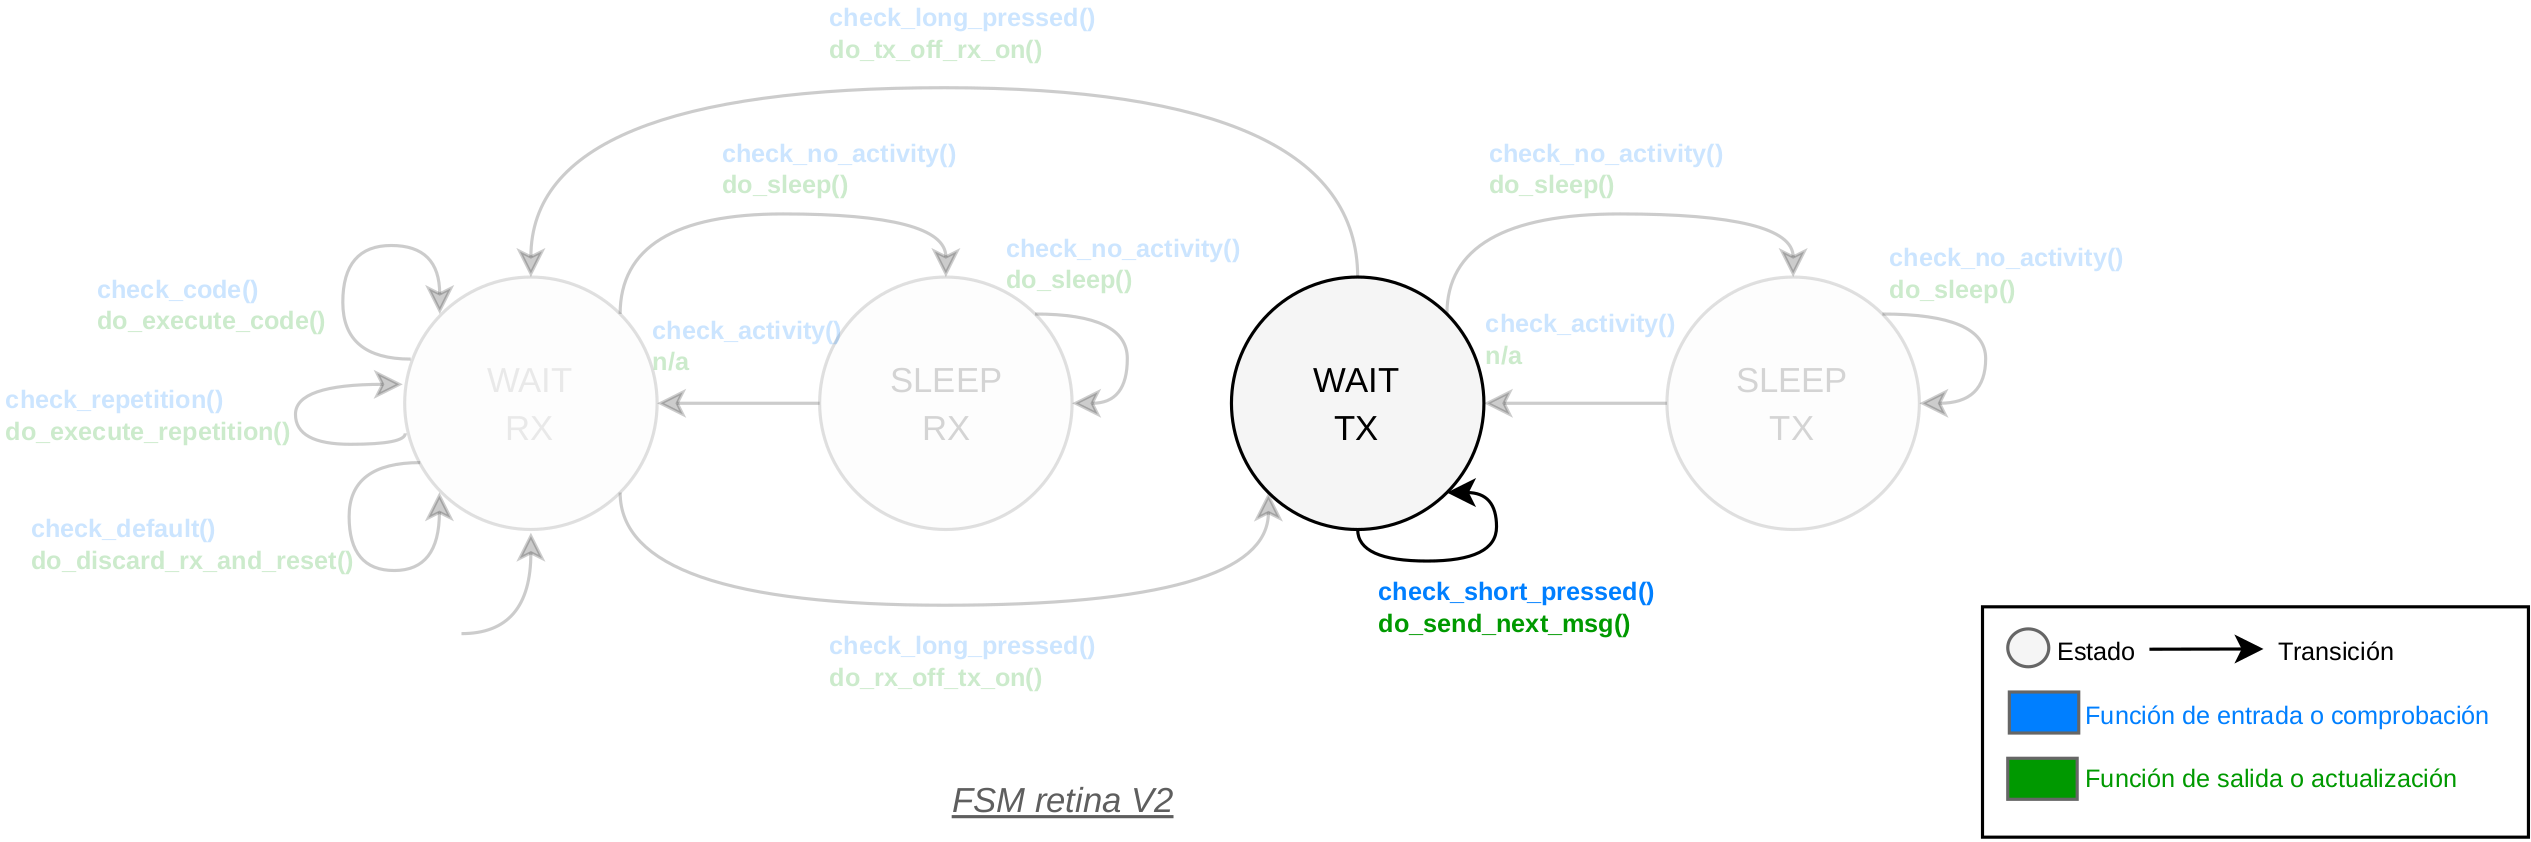 check_long_pressed()
do_tx_off_rx_on()
check_no_activity()
do_sleep()
check_no_activity()
do_sleep()
check_no_activity()
do_sleep()
check_no_activity()
do_sleep()
check_code()
do_execute_code()
check_activity()
n/a
check_activity()
n/a
WAIT
RX
SLEEP
RX
WAIT
TX
SLEEP
TX
check_repetition()
do_execute_repetition()
check_default()
do_discard_rx_and_reset()
check_short_pressed()
do_send_next_msg()
check_long_pressed()
do_rx_off_tx_on()
Estado
Transición
Función de entrada o comprobación
Función de salida o actualización
FSM retina V2